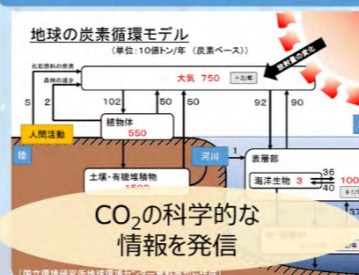 地球の炭素循環モデル
(単位:10億トン/年 (炭素ベース))
化石燃料の燃焼
森林の減少
大気 750
+3/年
放射量の変化
5
2
102
50
50
92
90
人間活動
植物体
550
陸
河川
1
表層部
土壌・有機堆積物
1500
海洋生物 3
36
40
CO₂の科学的な
情報を発信